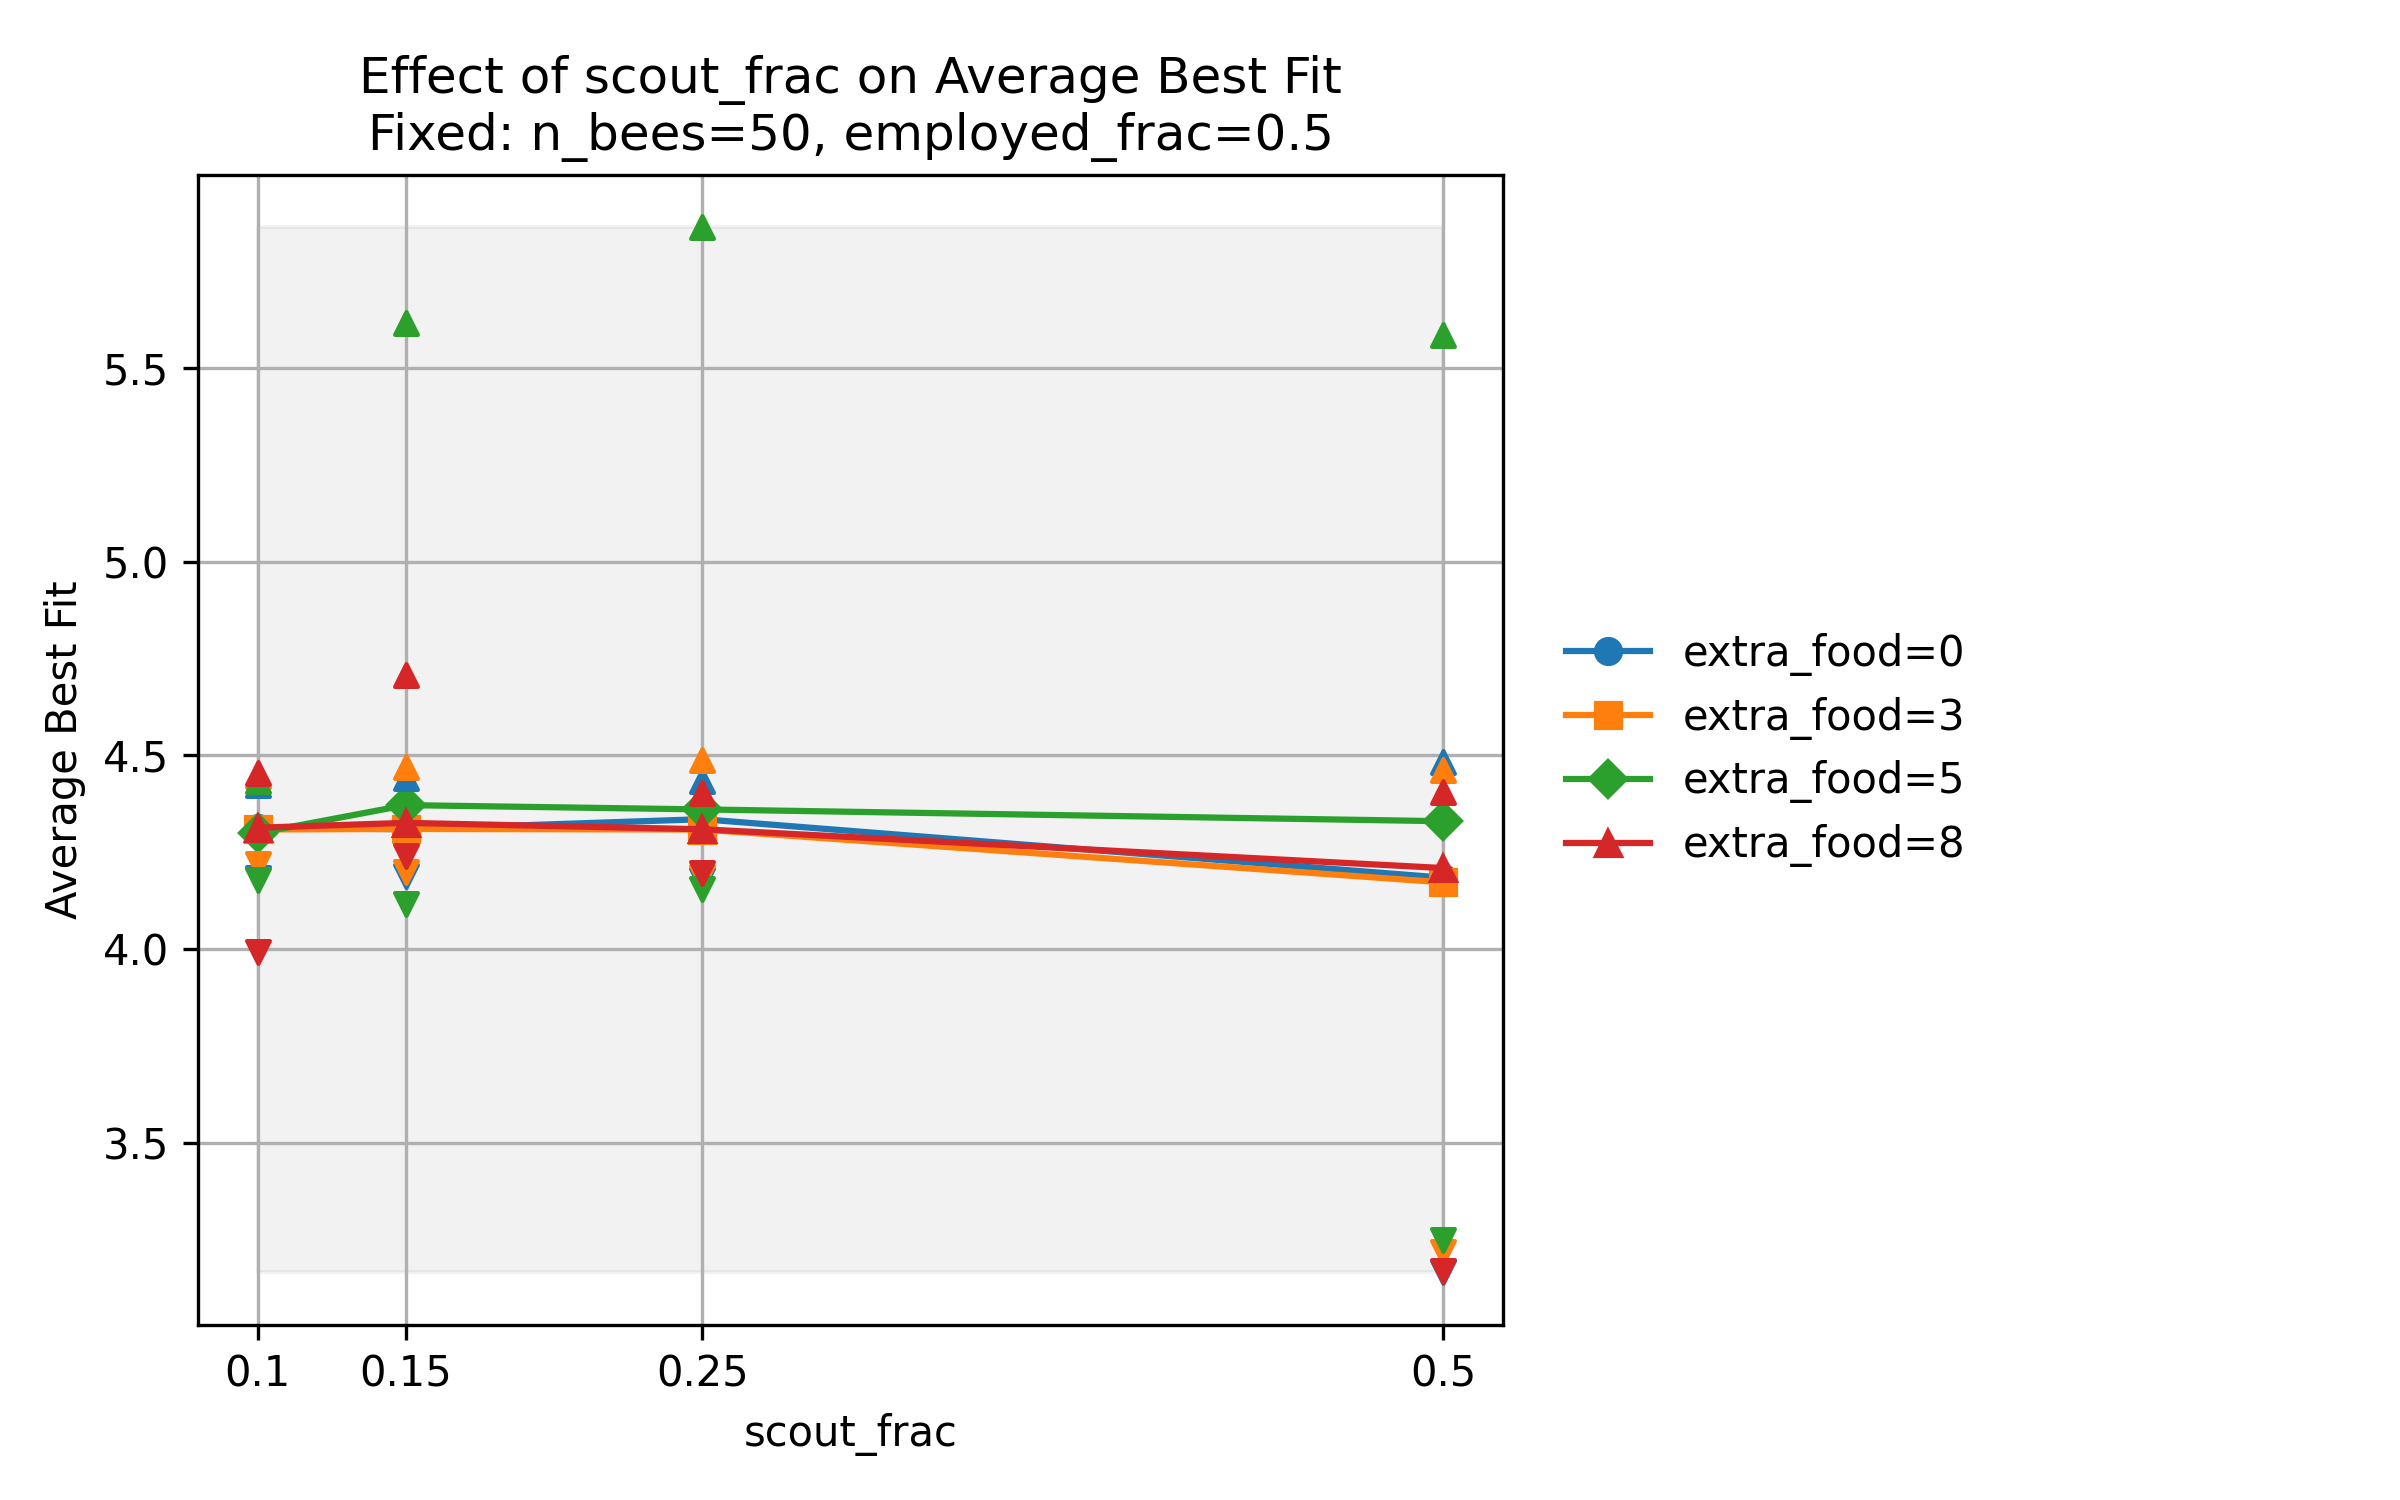 Effect of scout_frac on Average Best Fit
Fixed: n_bees=50, employed_frac=0.5
Average Best Fit
5.5
5.0
4.5
4.0
3.5
0.1 0.15 0.25 0.5
scout_frac
extra_food=0
extra_food=3
extra_food=5
extra_food=8